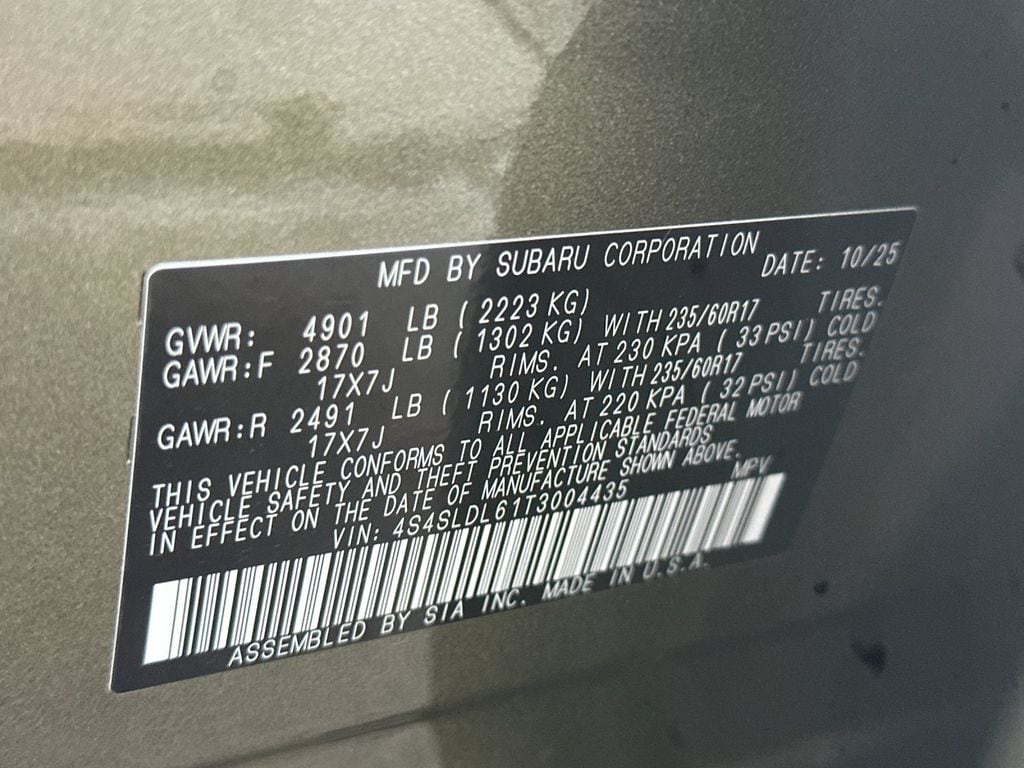 MFD BY SUBARU CORPORATION DATE: 10/25
GVWR: 4901 LB ( 2223 KG)
GAWR:F 2870 LB ( 1302 KG) WITH 235/60R17 TIRES.
17X7J RIMS. AT 230 KPA ( 33 PSI) COLD
GAWR:R 2491 LB ( 1130 KG) WITH 235/60R17 TIRES.
17X7J RIMS. AT 220 KPA ( 32 PSI) COLD
THIS VEHICLE CONFORMS TO ALL APPLICABLE FEDERAL MOTOR
VEHICLE SAFETY AND THEFT PREVENTION STANDARDS
IN EFFECT ON THE DATE OF MANUFACTURE SHOWN ABOVE.
VIN: 4S4SLDL61T3004435 MPV
ASSEMBLED BY SIA INC. MADE IN U.S.A.